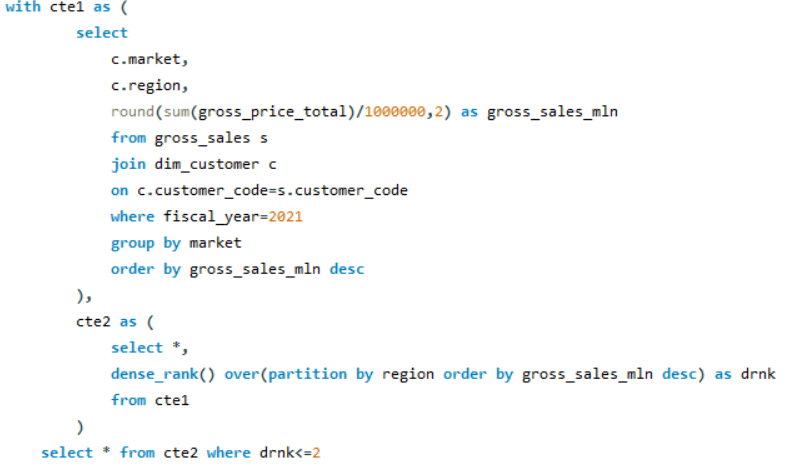 with cte1 as (
select
c.market,
c.region,
round(sum(gross_price_total)/1000000,2) as gross_sales_mln
from gross_sales s
join dim_customer c
on c.customer_code=s.customer_code
where fiscal_year=2021
group by market
order by gross_sales_mln desc
),
cte2 as (
select *,
dense_rank() over(partition by region order by gross_sales_mln desc) as drnk
from cte1
)
select * from cte2 where drnk<=2